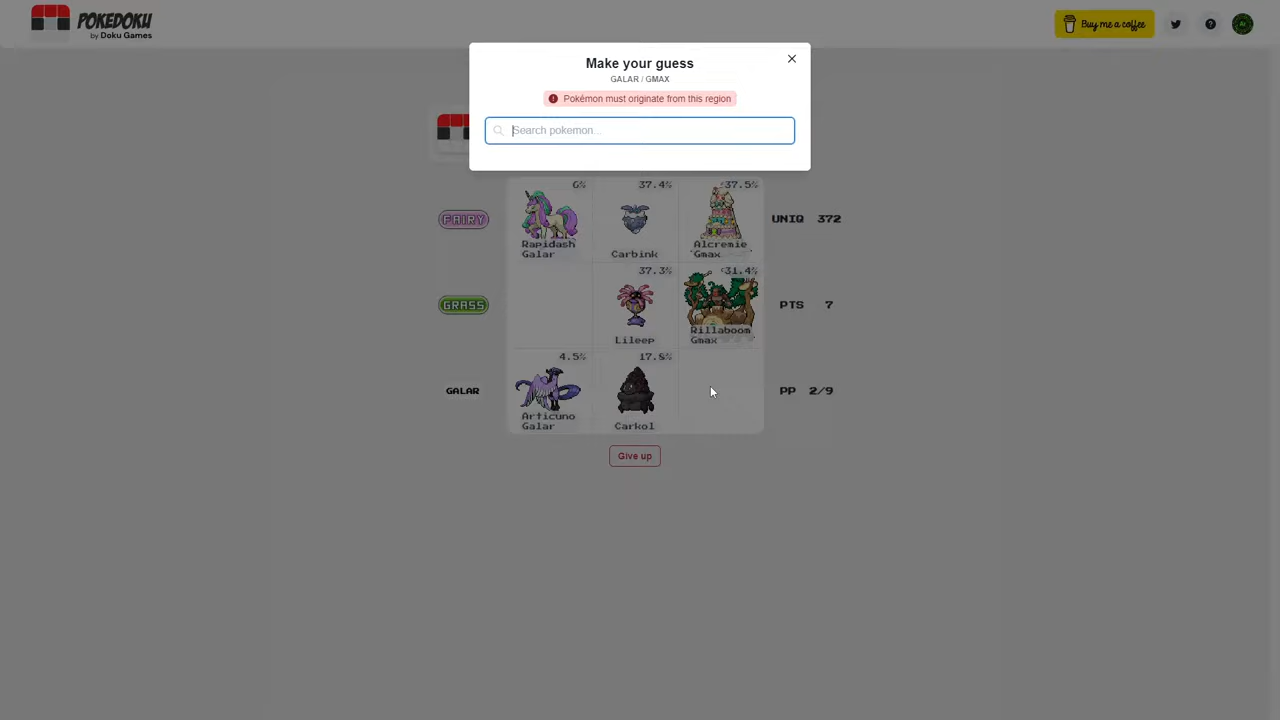 POKEDOKU
by Doku Games
Buy me a coffee
Make your guess
GALAR / GMAX
Pokémon must originate from this region
Search pokemon...
FAIRY
6%
Rapidash
Galar
37.4%
Carbink
37.5%
Alcremie
Gmax
UNIQ 372
GRASS
37.3%
Lileep
31.4%
Rillaboom
Gmax
PTS 7
GALAR
4.5%
Articuno
Galar
17.8%
Carkol
PP 2/9
Give up